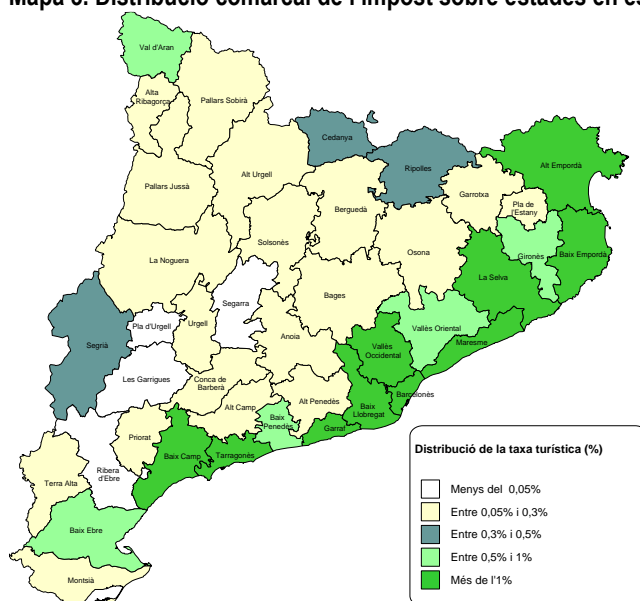 Mapa 6. Distribució comarcal de l'impost sobre estades en es
Val d'Aran
Alta
Ribagorça
Pallars Sobirà
Cedanya
Ripolles
Alt Empordà
Alt Urgell
Pallars Jussà
Berguedà
Garrotxa
Pla de
l'Estany
Solsonès
Osona
Gironès
Baix Empordà
La Noguera
La Selva
Segarra
Bages
Pla d'Urgell
Urgell
Vallès Oriental
Segrià
Anoia
Maresme
Vallès
Occidental
Les Garrigues
Conca de
Barberà
Alt Penedès
Barcelonès
Alt Camp
Baix
Llobregat
Baix
Penedès
Garraf
Priorat
Baix Camp
Tarragonès
Ribera
d'Ebre
Terra Alta
Baix Ebre
Montsià
Distribució de la taxa turística (%)
Menys del 0,05%
Entre 0,05% i 0,3%
Entre 0,3% i 0,5%
Entre 0,5% i 1%
Més de l'1%